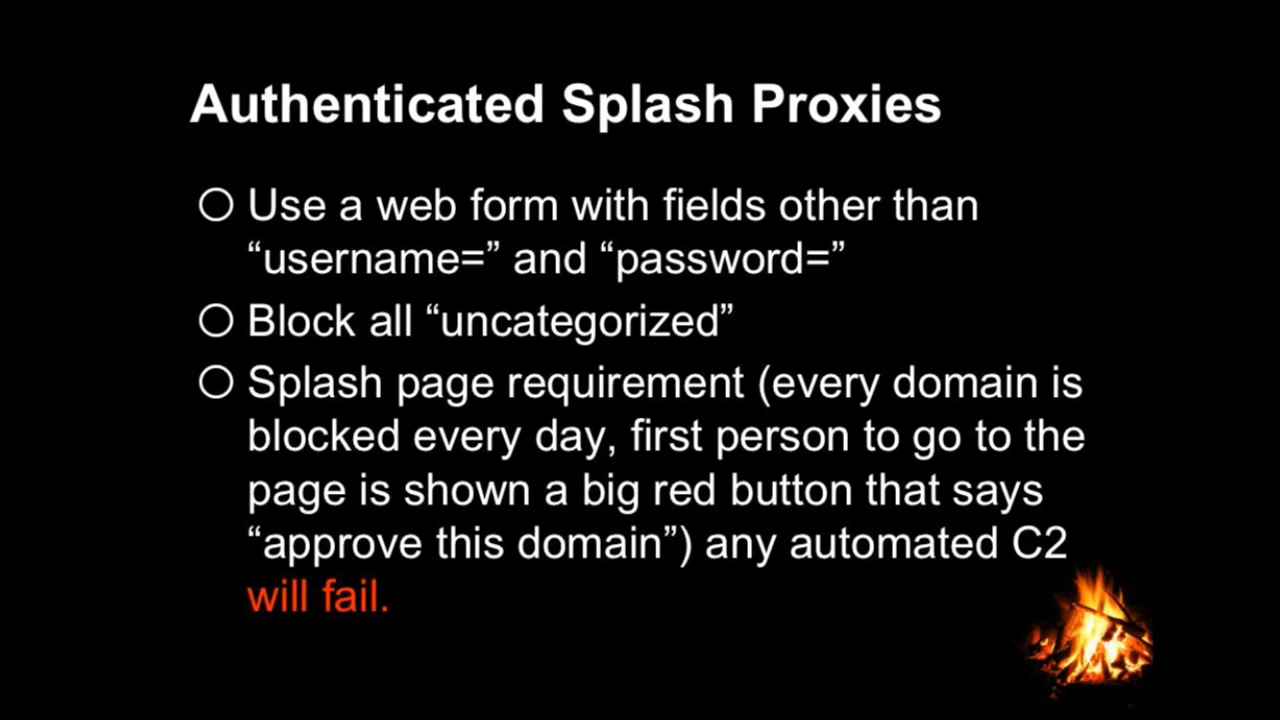 Authenticated Splash Proxies
Use a web form with fields other than
“username=” and “password=”
Block all “uncategorized”
Splash page requirement (every domain is
blocked every day, first person to go to the
page is shown a big red button that says
“approve this domain”) any automated C2
will fail.